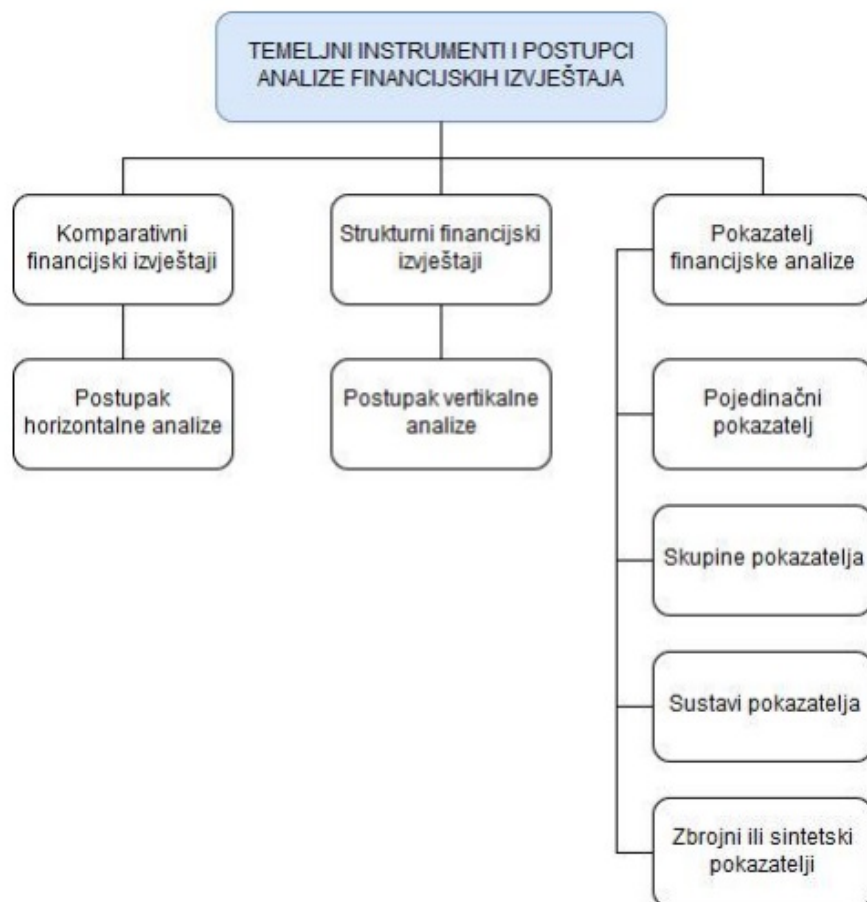 TEMELJNI INSTRUMENTI I POSTUPCI
ANALIZE FINANCIJSKIH IZVJEŠTAJA
Komparativni
financijski izvještaji
Strukturni financijski
izvještaji
Pokazatelj
financijske analize
Postupak
horizontalne analize
Postupak vertikalne
analize
Pojedinačni
pokazatelj
Skupine pokazatelja
Sustavi pokazatelja
Zbrojni ili sintetski
pokazatelji